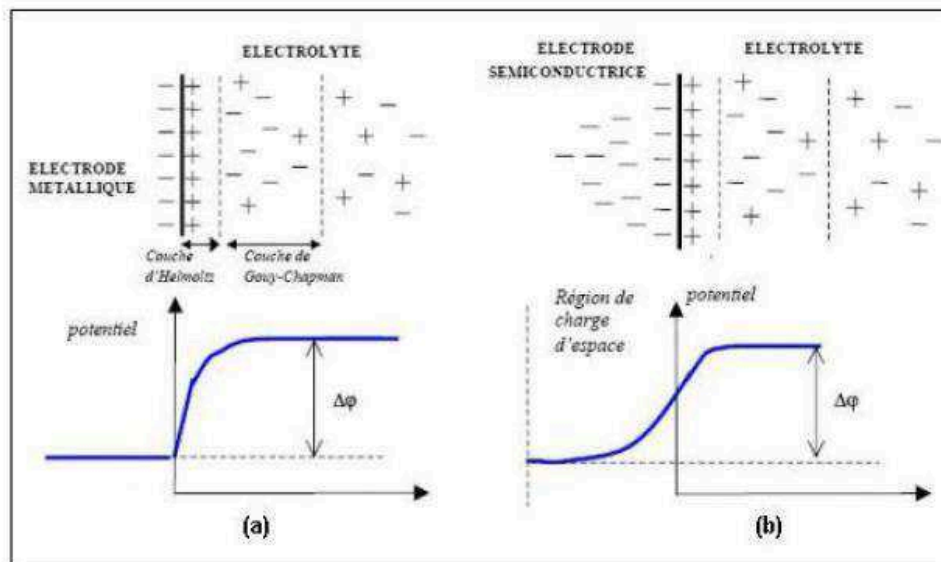 ELECTROLYTE
ELECTRODE
METALLIQUE
Couche
d'Helmoltz
Couche de
Gouy-Chapman
potentiel
Δφ
(a)
ELECTRODE
SEMICONDUCTRICE
ELECTROLYTE
Région de
charge
d'espace
potentiel
Δφ
(b)